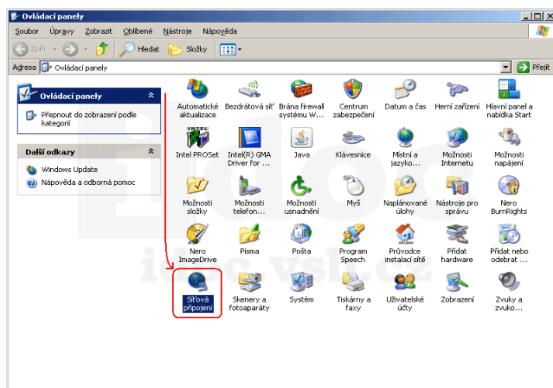 Ovládací panely
Soubor Úpravy Zobrazit Oblíbené Nástroje Nápověda
Zpět Hledat Složky
Adresa Ovládací panely Přejít
Ovládací panely
Přepnout do zobrazení podle
kategorií
Další odkazy
Windows Update
Nápověda a odborná pomoc
Automatické
aktualizace
Bezdrátová síť
Brána firewall
systému W...
Centrum
zabezpečení
Datum a čas
Herní zařízení
Hlavní panel a
nabídka Start
Intel PROSet
Intel(R) GMA
Driver for ...
Java
Klávesnice
Místní a
jazyko...
Možnosti
Internetu
Možnosti
napájení
Možnosti
složky
Možnosti
telefon...
Možnosti
usnadnění
Myš
Naplánované
úlohy
Nástroje pro
správu
Nero
BurnRights
Nero
ImageDrive
Písma
Pošta
Program
Speech
Průvodce
instalací sítě
Přidat
hardware
Přidat nebo
odebrat ...
Síťová
připojení
Skenery a
fotoaparáty
Systém
Tiskárny a
faxy
Uživatelské
účty
Zobrazení
Zvuky a
zvuko...